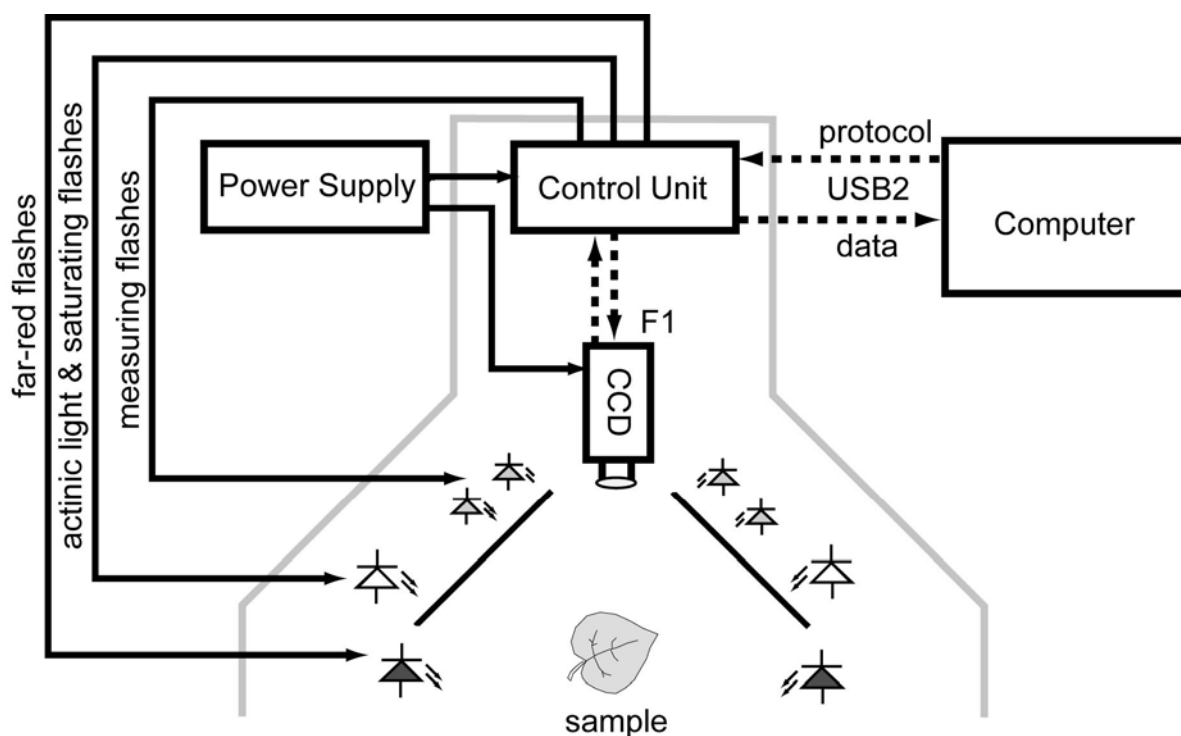 far-red flashes
actinic light & saturating flashes
measuring flashes
Power Supply
Control Unit
protocol
USB2
data
Computer
F1
CCD
sample